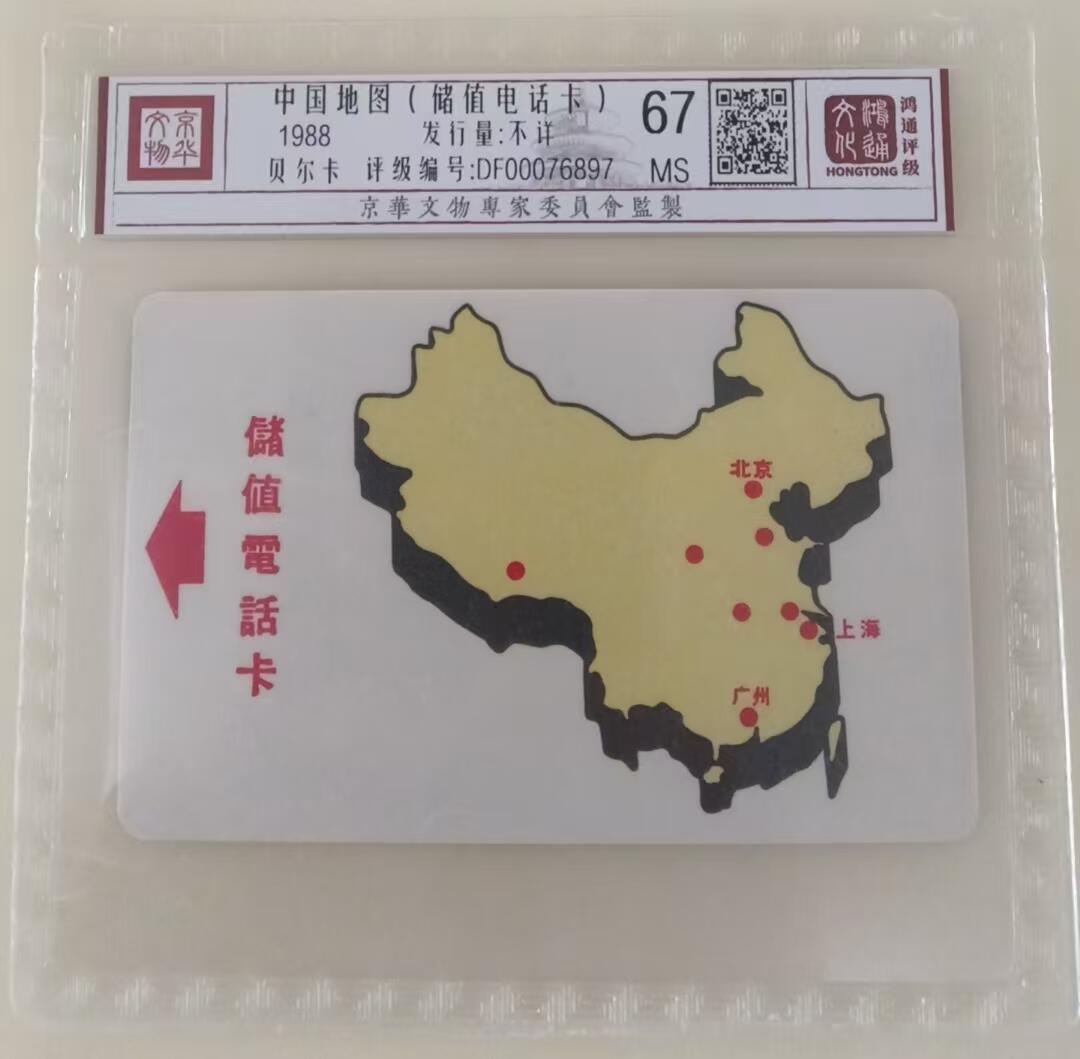 京华文物
中国地图(储值电话卡)
1988 发行量:不详
贝尔卡 评级编号:DF00076897
67
MS
鸿通文化
HONGTONG
鸿通评级
京華文物專家委員會監製
儲值電話卡
北京
上海
广州